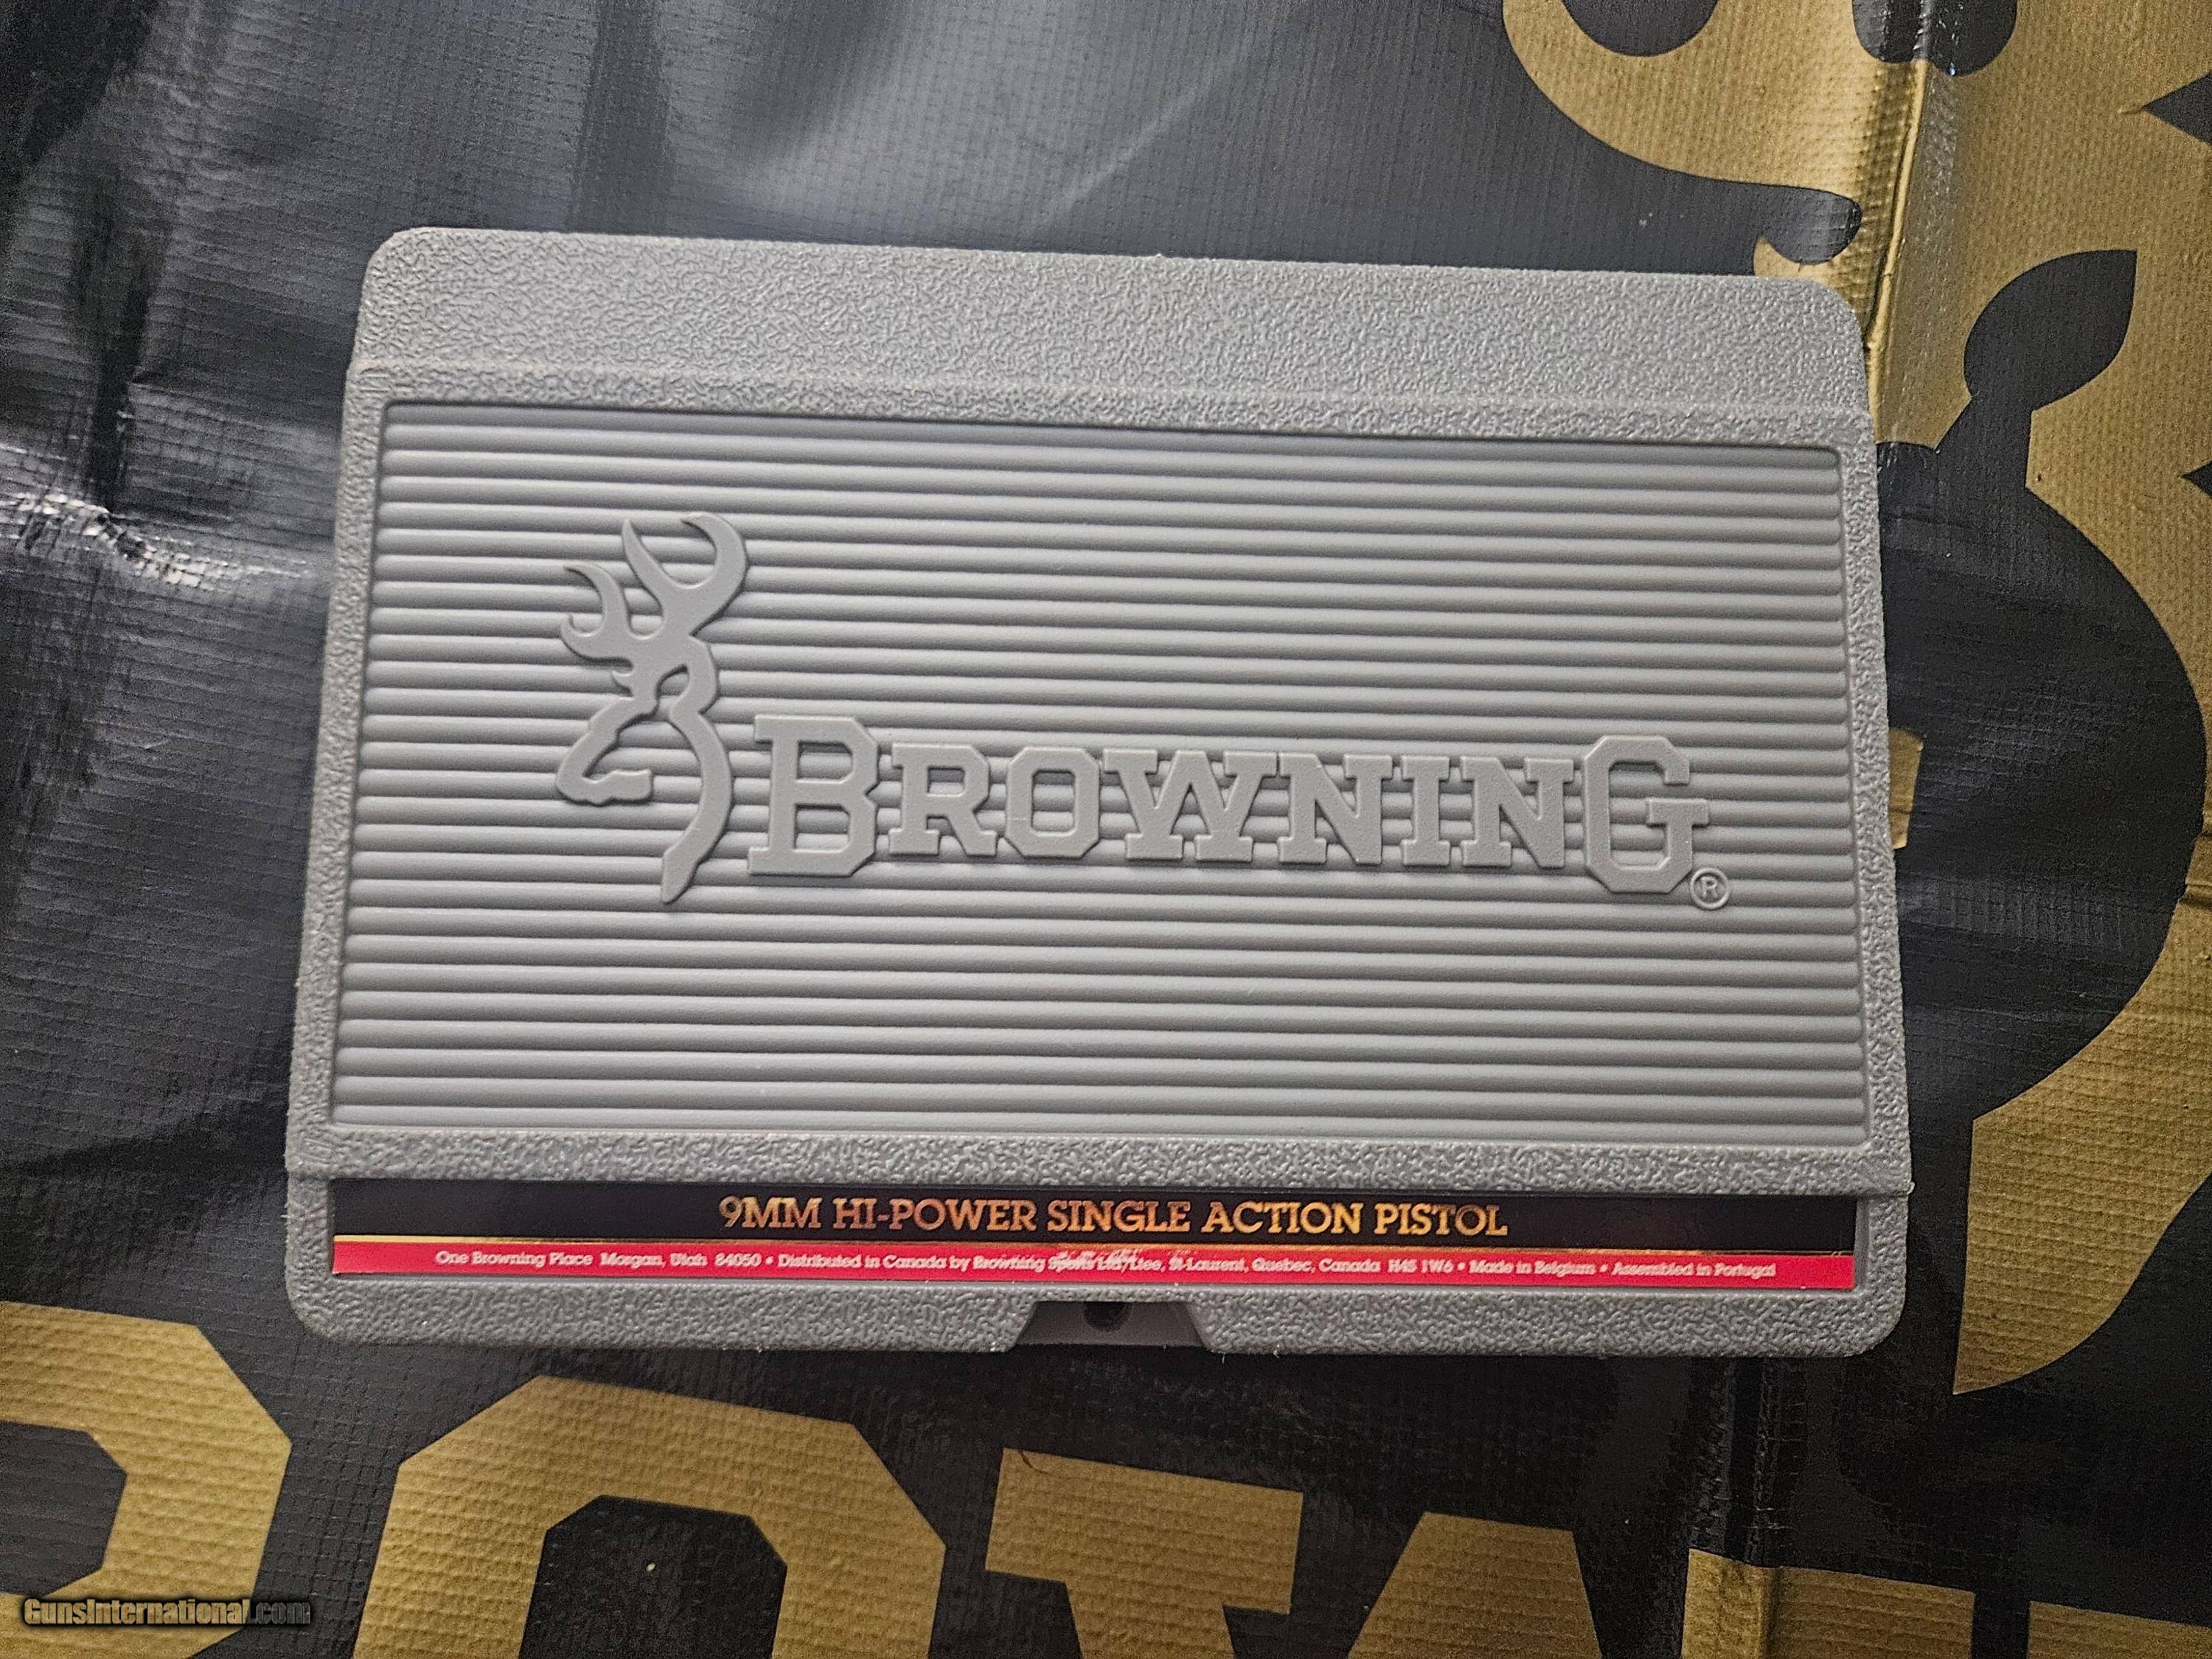 BROWNING®
9MM HI-POWER SINGLE ACTION PISTOL
One Browning Place Morgan, Utah 84050 • Distributed in Canada by Browning Sports Ltd/Ltee, St-Laurent, Quebec, Canada H4S 1W6 • Made in Belgium • Assembled in Portugal
GunsInternational.com